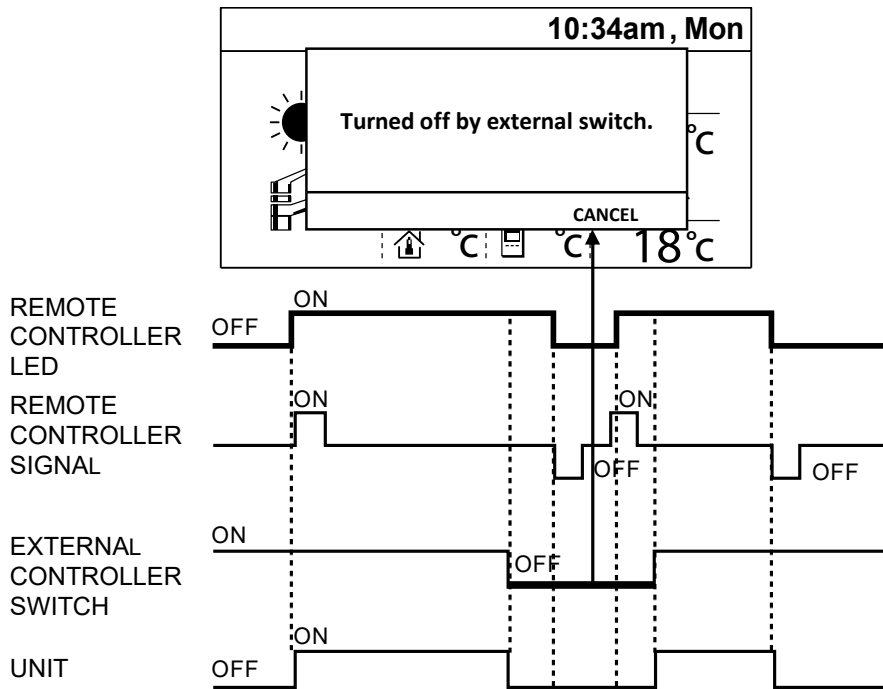 10:34am, Mon
Turned off by external switch.
°C
CANCEL
°C
°C
18°C
REMOTE
CONTROLLER
LED
OFF
ON
REMOTE
CONTROLLER
SIGNAL
ON
ON
OFF
OFF
EXTERNAL
CONTROLLER
SWITCH
ON
OFF
UNIT
OFF
ON